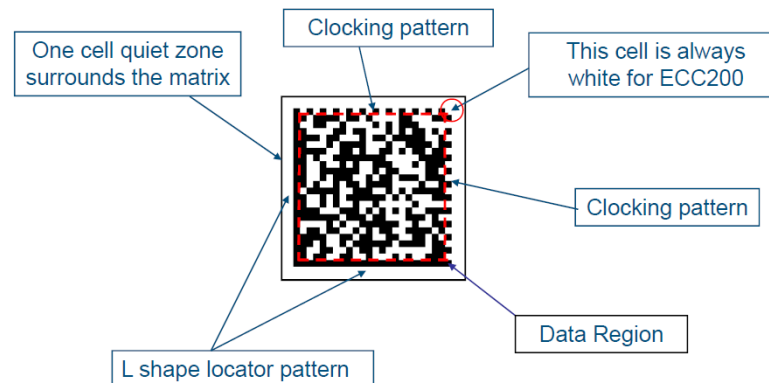 Clocking pattern
One cell quiet zone
surrounds the matrix
This cell is always
white for ECC200
Clocking pattern
Data Region
L shape locator pattern